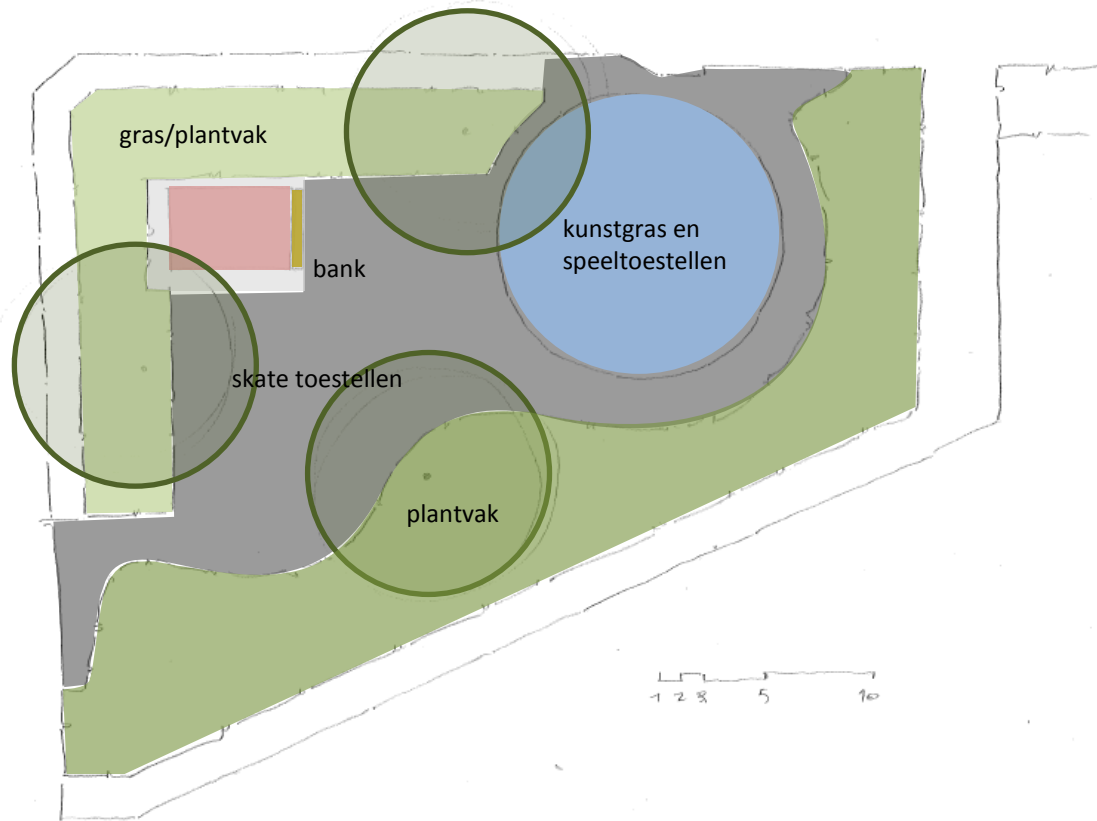 gras/plantvak
kunstgras en
speeltoestellen
bank
skate toestellen
plantvak
1 2 3 5 10